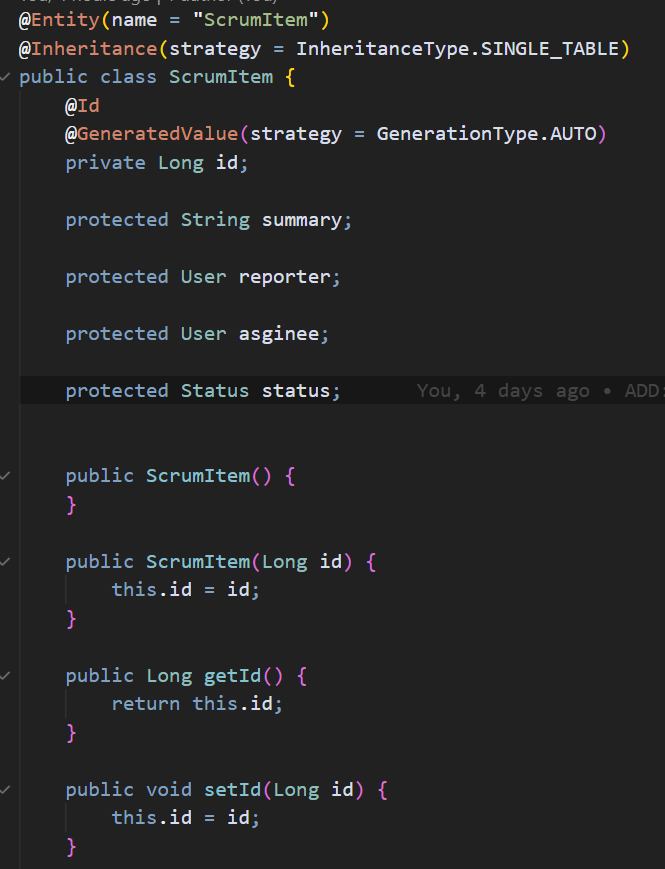 @Entity(name = "ScrumItem")
@Inheritance(strategy = InheritanceType.SINGLE_TABLE)
public class ScrumItem {
@Id
@GeneratedValue(strategy = GenerationType.AUTO)
private Long id;
protected String summary;
protected User reporter;
protected User asginee;
protected Status status; You, 4 days ago • ADD:
public ScrumItem() {
}
public ScrumItem(Long id) {
this.id = id;
}
public Long getId() {
return this.id;
}
public void setId(Long id) {
this.id = id;
}